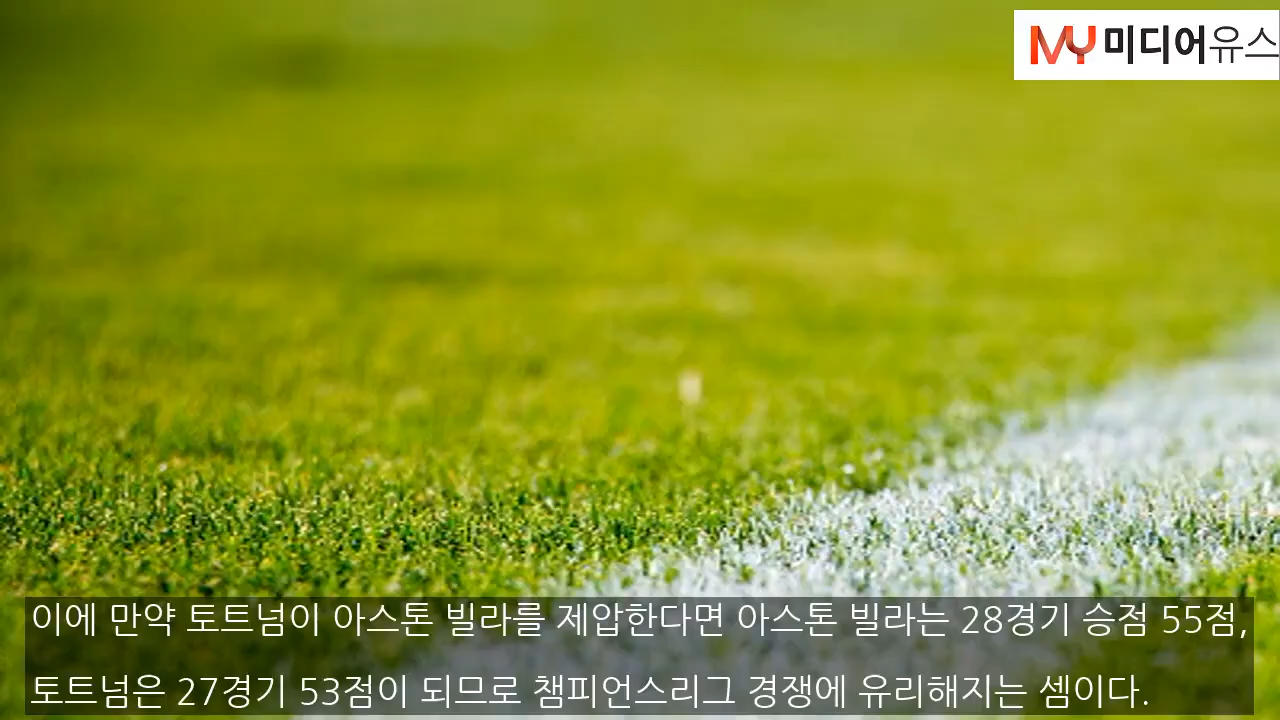 MY 미디어유스
이에 만약 토트넘이 아스톤 빌라를 제압한다면 아스톤 빌라는 28경기 승점 55점,
토트넘은 27경기 53점이 되므로 챔피언스리그 경쟁에 유리해지는 셈이다.